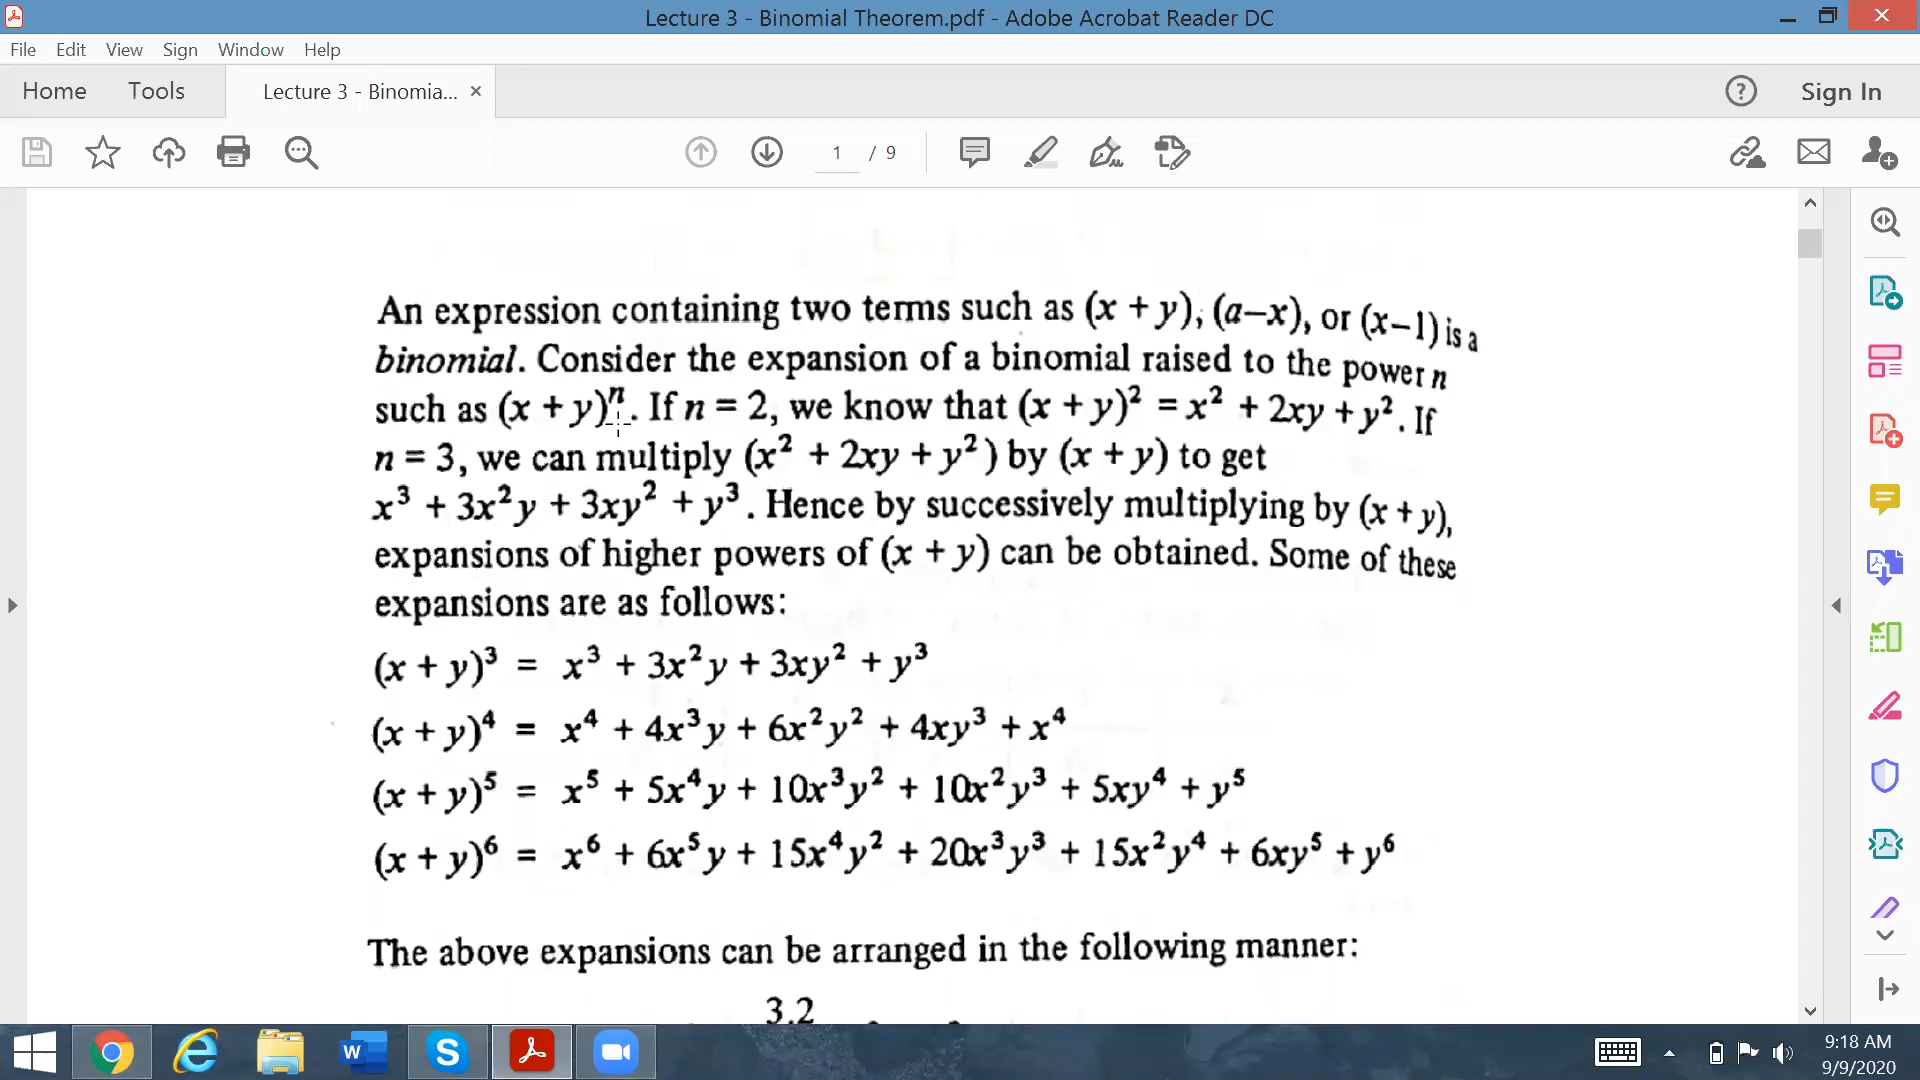 Lecture 3 - Binomial Theorem.pdf - Adobe Acrobat Reader DC
File Edit View Sign Window Help
Home Tools Lecture 3 - Binomia... × Sign In
1 / 9
An expression containing two terms such as (x + y), (a−x), or (x−1) is a
binomial. Consider the expansion of a binomial raised to the power n
such as (x + y)ⁿ. If n = 2, we know that (x + y)² = x² + 2xy + y². If
n = 3, we can multiply (x² + 2xy + y²) by (x + y) to get
x³ + 3x²y + 3xy² + y³. Hence by successively multiplying by (x + y),
expansions of higher powers of (x + y) can be obtained. Some of these
expansions are as follows:
(x + y)³ = x³ + 3x²y + 3xy² + y³
(x + y)⁴ = x⁴ + 4x³y + 6x²y² + 4xy³ + x⁴
(x + y)⁵ = x⁵ + 5x⁴y + 10x³y² + 10x²y³ + 5xy⁴ + y⁵
(x + y)⁶ = x⁶ + 6x⁵y + 15x⁴y² + 20x³y³ + 15x²y⁴ + 6xy⁵ + y⁶
The above expansions can be arranged in the following manner:
3.2
9:18 AM
9/9/2020